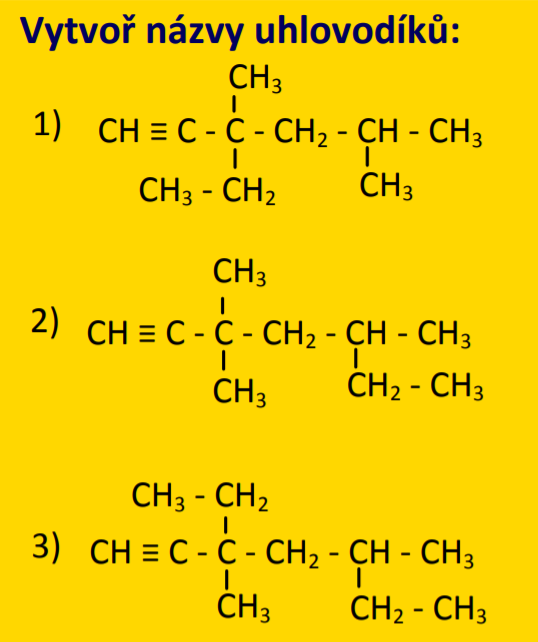 Vytvoř názvy uhlovodíků:
CH₃
1) CH ≡ C - C - CH₂ - CH - CH₃
CH₃ - CH₂ CH₃
CH₃
2) CH ≡ C - C - CH₂ - CH - CH₃
CH₃ CH₂ - CH₃
CH₃ - CH₂
3) CH ≡ C - C - CH₂ - CH - CH₃
CH₃ CH₂ - CH₃